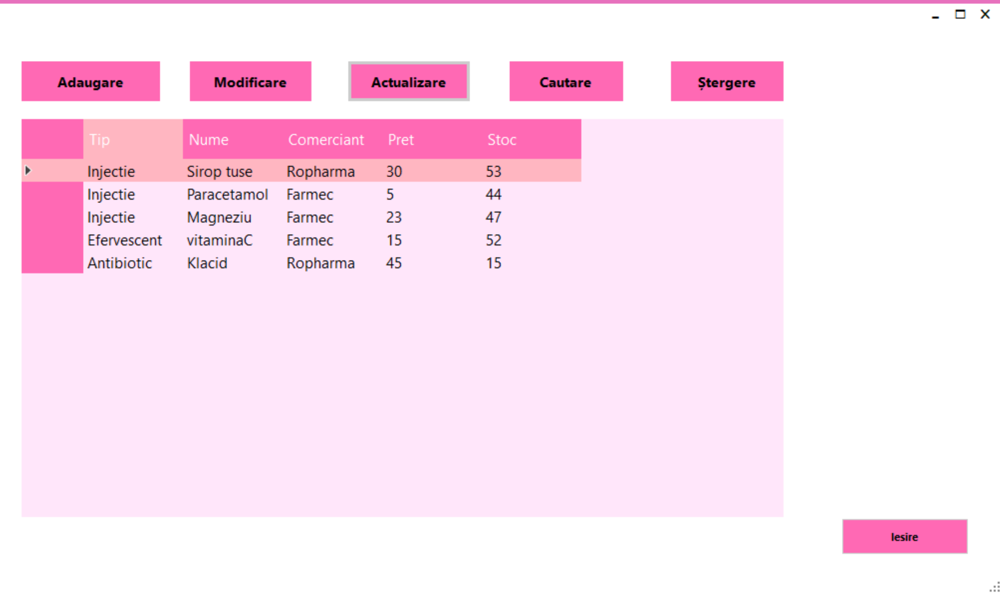 Adaugare Modificare Actualizare Cautare Ștergere
Tip Nume Comerciant Pret Stoc
Injectie Sirop tuse Ropharma 30 53
Injectie Paracetamol Farmec 5 44
Injectie Magneziu Farmec 23 47
Efervescent vitaminaC Farmec 15 52
Antibiotic Klacid Ropharma 45 15
Iesire